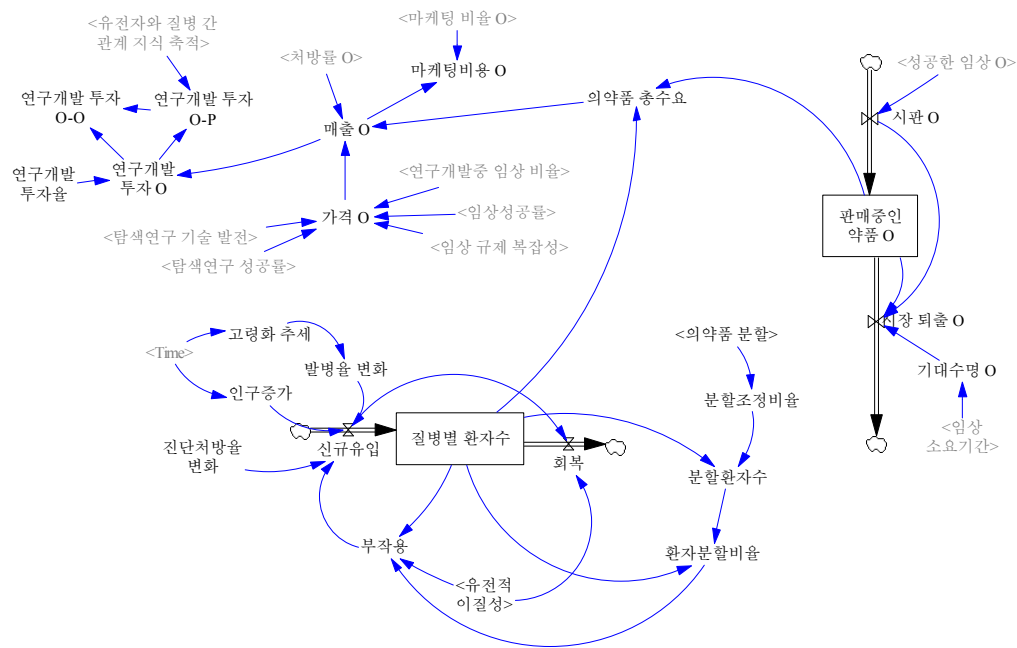 <유전자와 질병 간
관계 지식 축적>
<마케팅 비율 O>
<처방률 O>
마케팅비용 O
<성공한 임상 O>
연구개발 투자
O-O
연구개발 투자
O-P
의약품 총수요
시판 O
매출 O
연구개발
투자율
연구개발
투자 O
<연구개발중 임상 비율>
가격 O
<임상성공률>
판매중인
약품 O
<탐색연구 기술 발전>
<임상 규제 복잡성>
<탐색연구 성공률>
시장 퇴출 O
고령화 추세
<의약품 분할>
<Time>
발병율 변화
기대수명 O
인구증가
분할조정비율
<임상
소요기간>
진단처방율
변화
신규유입
질병별 환자수
회복
분할환자수
부작용
환자분할비율
<유전적
이질성>